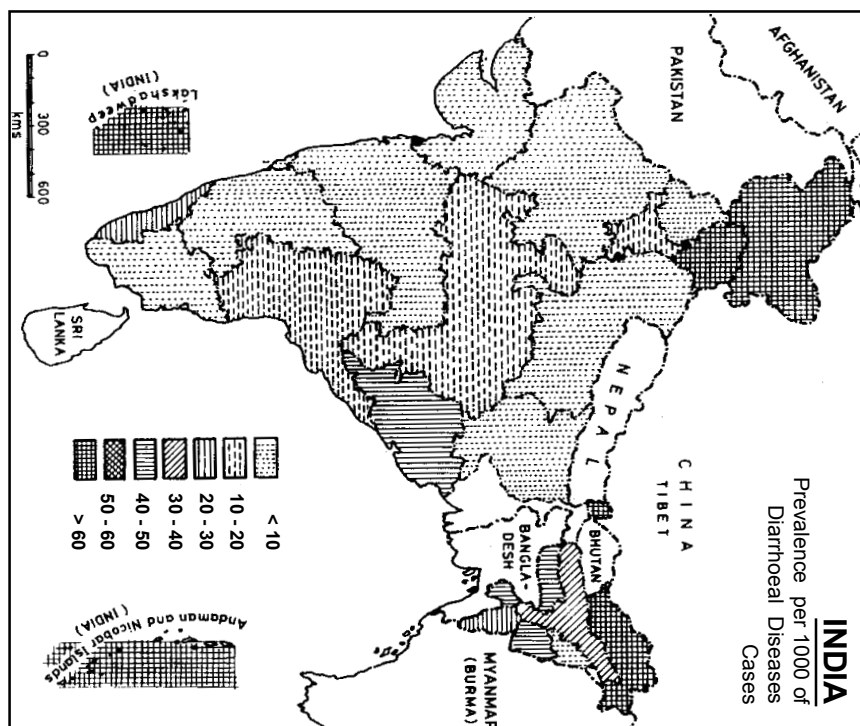 INDIA
Prevalence per 1000 of
Diarrhoeal Diseases
Cases
AFGHANISTAN
PAKISTAN
CHINA
TIBET
NEPAL
BHUTAN
BANGLA-
DESH
MYANMAR
(BURMA)
SRI
LANKA
Lakshadweep
(INDIA)
0 300 600
kms
< 10
10 - 20
20 - 30
30 - 40
40 - 50
50 - 60
> 60
Andaman and Nicobar Islands
(INDIA)